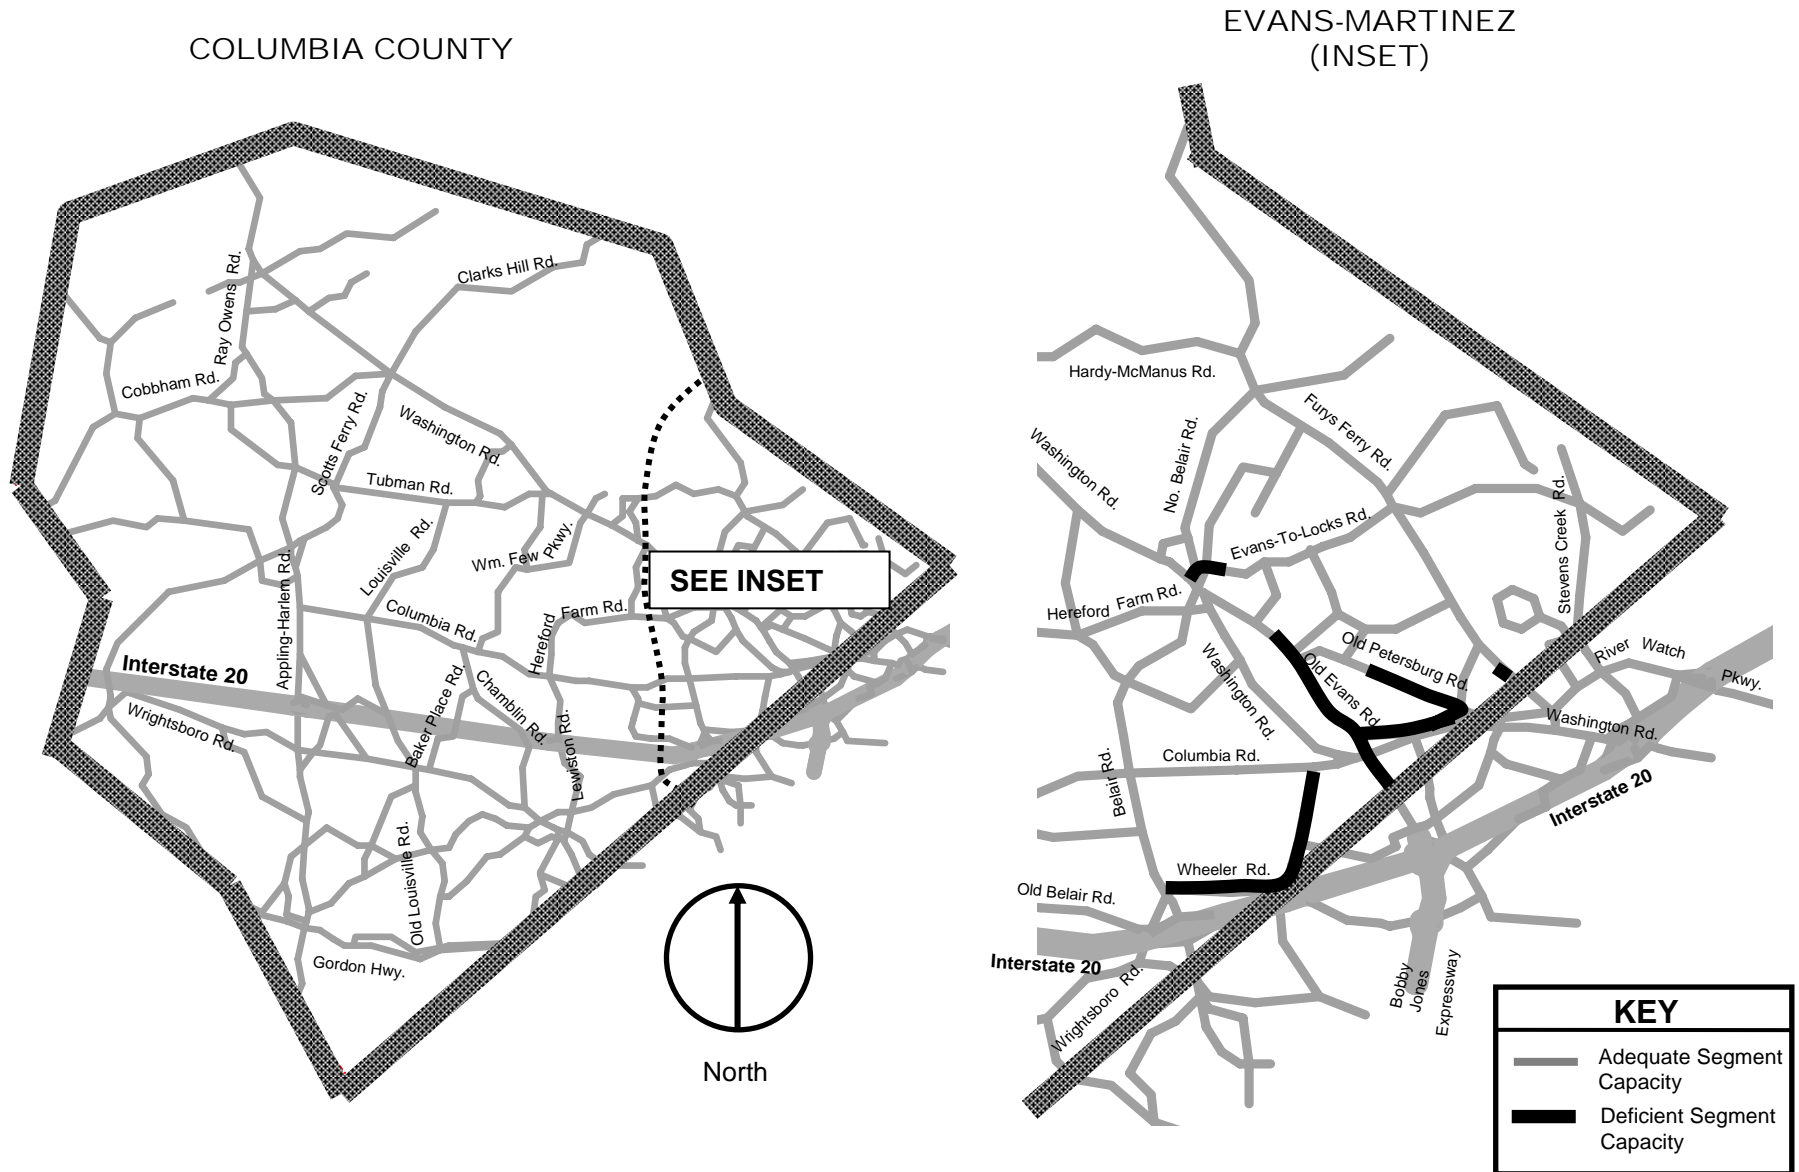 COLUMBIA COUNTY
EVANS-MARTINEZ
(INSET)
Clarks Hill Rd.
Ray Owens Rd.
Cobbham Rd.
Scotts Ferry Rd.
Washington Rd.
Tubman Rd.
Louisville Rd.
Wm. Few Pkwy.
Appling-Harlem Rd.
Columbia Rd.
Hereford Farm Rd.
SEE INSET
Interstate 20
Wrightsboro Rd.
Baker Place Rd.
Chamblin Rd.
Lewiston Rd.
Old Louisville Rd.
Gordon Hwy.
North
Hardy-McManus Rd.
Washington Rd.
No. Belair Rd.
Furys Ferry Rd.
Evans-To-Locks Rd.
Stevens Creek Rd.
Hereford Farm Rd.
Washington Rd.
Old Evans Rd.
Old Petersburg Rd.
River Watch Pkwy.
Washington Rd.
Belair Rd.
Columbia Rd.
Interstate 20
Wheeler Rd.
Old Belair Rd.
Interstate 20
Wrightsboro Rd.
Bobby
Jones
Expressway
KEY
Adequate Segment
Capacity
Deficient Segment
Capacity